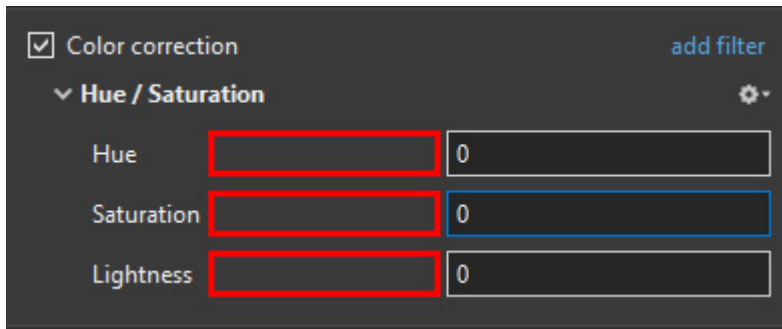 Color correction add filter
Hue / Saturation
Hue 0
Saturation 0
Lightness 0